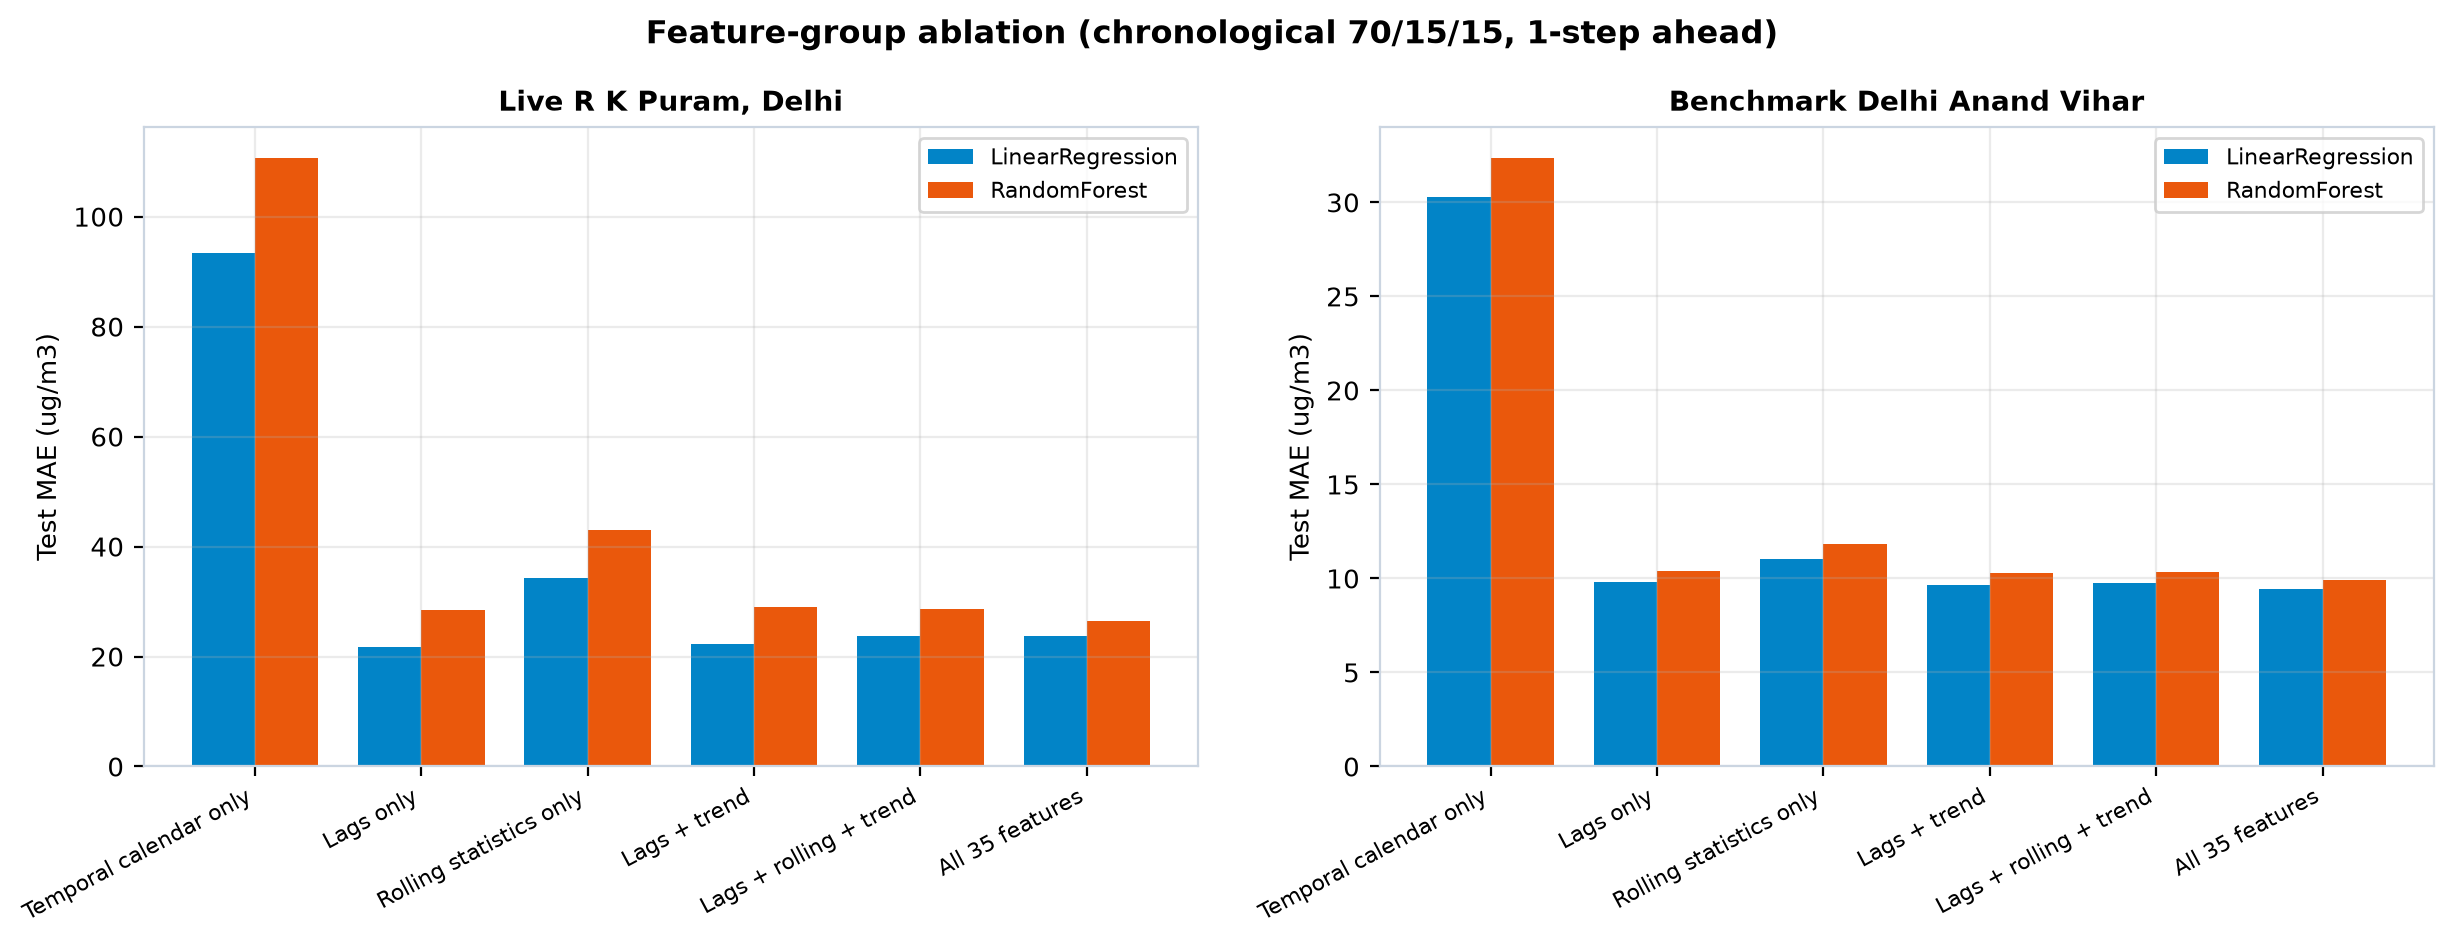 Feature-group ablation (chronological 70/15/15, 1-step ahead)
Live R K Puram, Delhi
LinearRegression
RandomForest
Test MAE (ug/m3)
100
80
60
40
20
0
Temporal calendar only
Lags only
Rolling statistics only
Lags + trend
Lags + rolling + trend
All 35 features
Benchmark Delhi Anand Vihar
LinearRegression
RandomForest
Test MAE (ug/m3)
30
25
20
15
10
5
0
Temporal calendar only
Lags only
Rolling statistics only
Lags + trend
Lags + rolling + trend
All 35 features